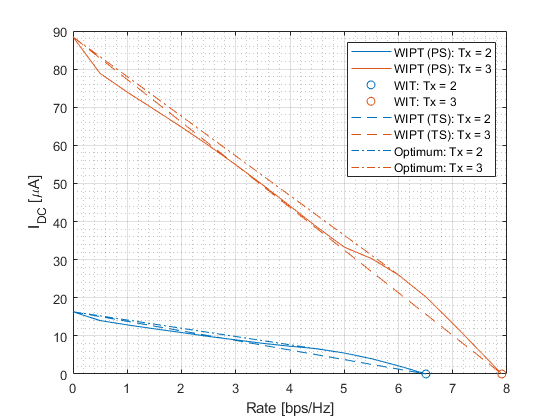 90
80
70
60
50
40
30
20
10
0
I_DC [μA]
WIPT (PS): Tx = 2
WIPT (PS): Tx = 3
WIT: Tx = 2
WIT: Tx = 3
WIPT (TS): Tx = 2
WIPT (TS): Tx = 3
Optimum: Tx = 2
Optimum: Tx = 3
0 1 2 3 4 5 6 7 8
Rate [bps/Hz]